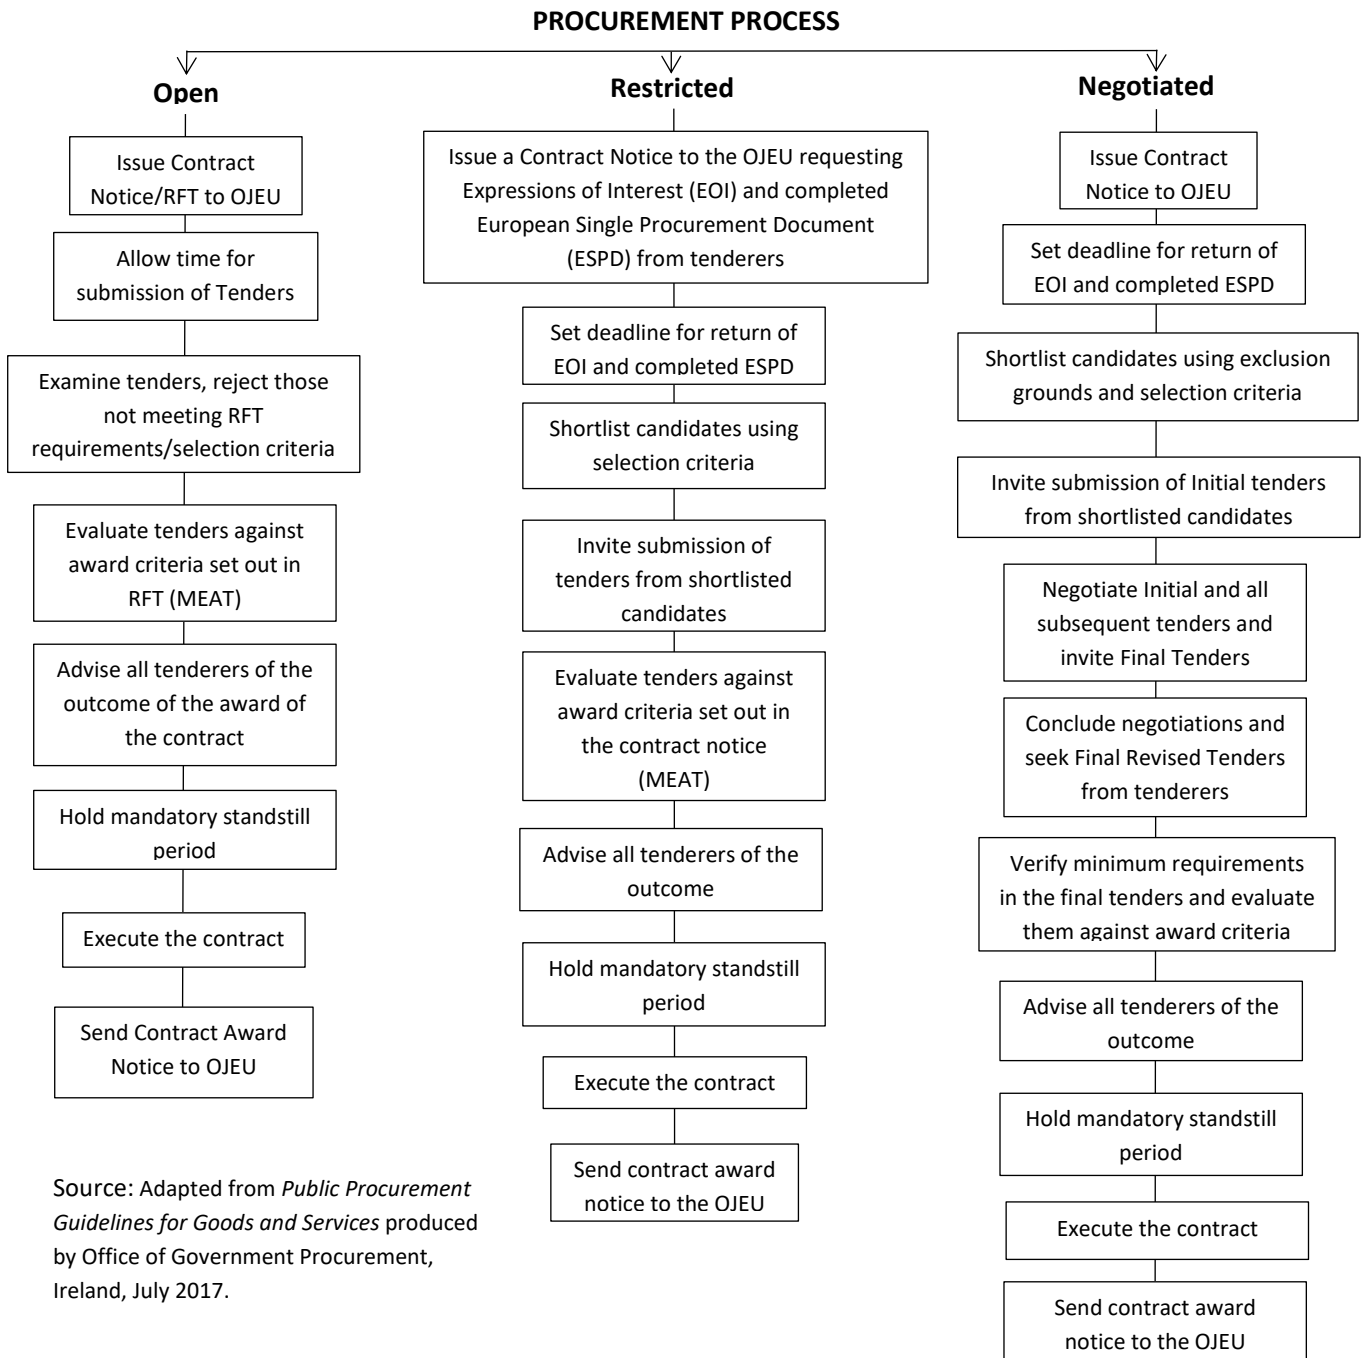 PROCUREMENT PROCESS
Open
Issue Contract
Notice/RFT to OJEU
Allow time for
submission of Tenders
Examine tenders, reject those
not meeting RFT
requirements/selection criteria
Evaluate tenders against
award criteria set out in
RFT (MEAT)
Advise all tenderers of the
outcome of the award of
the contract
Hold mandatory standstill
period
Execute the contract
Send Contract Award
Notice to OJEU
Restricted
Issue a Contract Notice to the OJEU requesting
Expressions of Interest (EOI) and completed
European Single Procurement Document
(ESPD) from tenderers
Set deadline for return of
EOI and completed ESPD
Shortlist candidates using
selection criteria
Invite submission of
tenders from shortlisted
candidates
Evaluate tenders against
award criteria set out in
the contract notice
(MEAT)
Advise all tenderers of the
outcome
Hold mandatory standstill
period
Execute the contract
Send contract award
notice to the OJEU
Negotiated
Issue Contract
Notice to OJEU
Set deadline for return of
EOI and completed ESPD
Shortlist candidates using exclusion
grounds and selection criteria
Invite submission of Initial tenders
from shortlisted candidates
Negotiate Initial and all
subsequent tenders and
invite Final Tenders
Conclude negotiations and
seek Final Revised Tenders
from tenderers
Verify minimum requirements
in the final tenders and evaluate
them against award criteria
Advise all tenderers of the
outcome
Hold mandatory standstill
period
Execute the contract
Send contract award
notice to the OJEU
Source: Adapted from Public Procurement
Guidelines for Goods and Services produced
by Office of Government Procurement,
Ireland, July 2017.